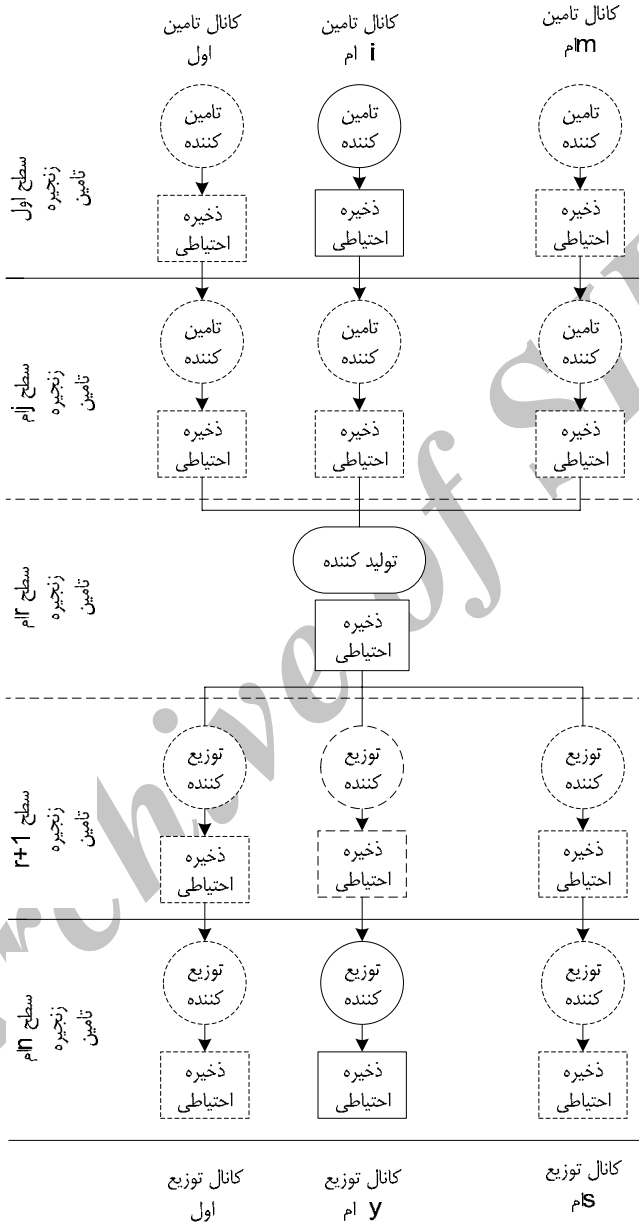 کانال تامین
اول
کانال تامین
i ام
کانال تامین
mام
سطح اول
زنجیره
تامین
تامین
کننده
تامین
کننده
تامین
کننده
ذخیره
احتیاطی
ذخیره
احتیاطی
ذخیره
احتیاطی
سطح jام
زنجیره
تامین
تامین
کننده
تامین
کننده
تامین
کننده
ذخیره
احتیاطی
ذخیره
احتیاطی
ذخیره
احتیاطی
سطح rام
زنجیره
تامین
تولید کننده
ذخیره
احتیاطی
سطح r+1
زنجیره
تامین
توزیع
کننده
توزیع
کننده
توزیع
کننده
ذخیره
احتیاطی
ذخیره
احتیاطی
ذخیره
احتیاطی
سطح nام
زنجیره
تامین
توزیع
کننده
توزیع
کننده
توزیع
کننده
ذخیره
احتیاطی
ذخیره
احتیاطی
ذخیره
احتیاطی
کانال توزیع
اول
کانال توزیع
y ام
کانال توزیع
sام
rchive of